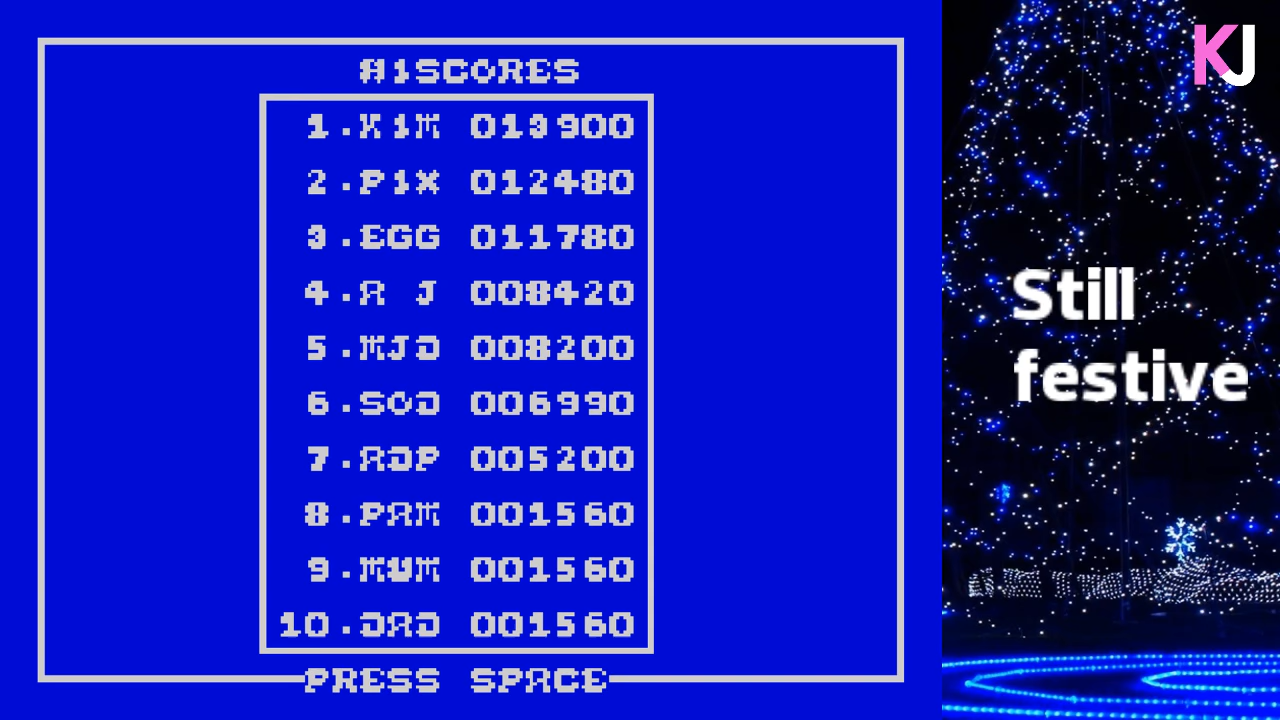 HISCORES
1.KIM 013900
2.PIX 012480
3.EGG 011780
4.A J 008420
5.MJD 008200
6.SCD 006990
7.ADP 005200
8.PAM 001560
9.MUM 001560
10.DAD 001560
PRESS SPACE
KJ
Still
festive